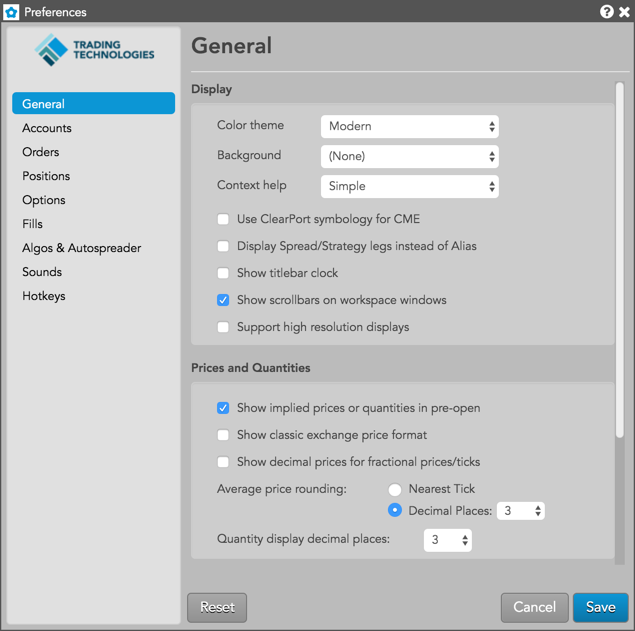 Preferences
TRADING
TECHNOLOGIES
General
Accounts
Orders
Positions
Options
Fills
Algos & Autospreader
Sounds
Hotkeys
General
Display
Color theme Modern
Background (None)
Context help Simple
Use ClearPort symbology for CME
Display Spread/Strategy legs instead of Alias
Show titlebar clock
Show scrollbars on workspace windows
Support high resolution displays
Prices and Quantities
Show implied prices or quantities in pre-open
Show classic exchange price format
Show decimal prices for fractional prices/ticks
Average price rounding: Nearest Tick
Decimal Places: 3
Quantity display decimal places: 3
Reset Cancel Save